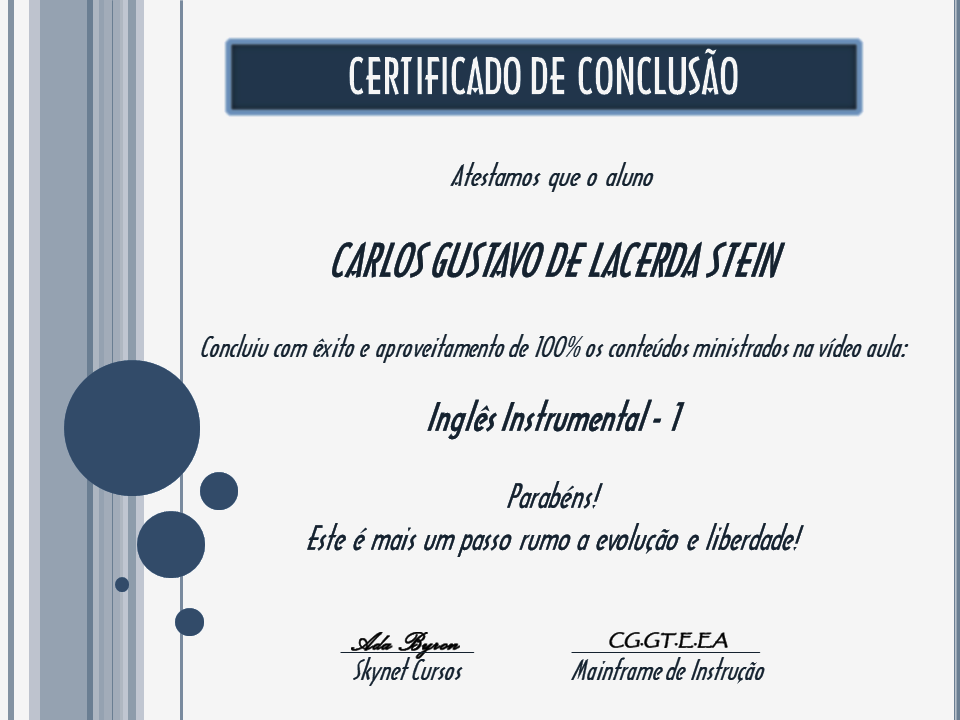 CERTIFICADO DE CONCLUSÃO
Atestamos que o aluno
CARLOS GUSTAVO DE LACERDA STEIN
Concluiu com êxito e aproveitamento de 100% os conteúdos ministrados na vídeo aula:
Inglês Instrumental - 1
Parabéns!
Este é mais um passo rumo a evolução e liberdade!
Ada Byron
Skynet Cursos
CG.GT.E.EA
Mainframe de Instrução